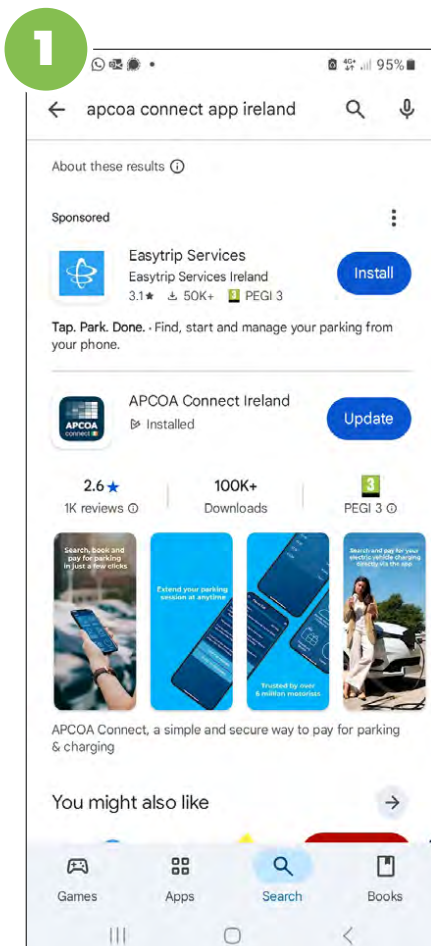 1
4G+ 95%
apcoa connect app ireland
About these results
Sponsored
Easytrip Services
Easytrip Services Ireland
3.1★ 50K+ 3 PEGI 3
Install
Tap. Park. Done. · Find, start and manage your parking from
your phone.
APCOA
connect
APCOA Connect Ireland
Installed
Update
2.6★
1K reviews
100K+
Downloads
3
PEGI 3
Search, book and
pay for parking
in just a few clicks
Extend your parking
session at anytime
Trusted by over
6 million motorists
Search and pay for your
electric vehicle charging
directly via the app
APCOA Connect, a simple and secure way to pay for parking
& charging
You might also like
Games
Apps
Search
Books